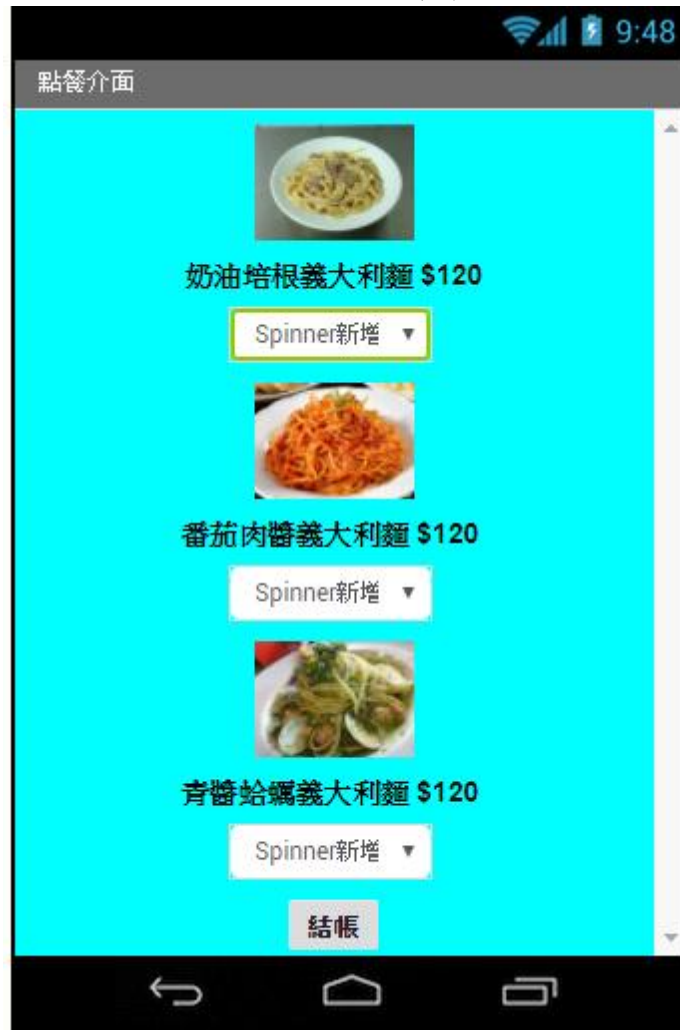 9:48
點餐介面
奶油培根義大利麵 $120
Spinner新增
番茄肉醬義大利麵 $120
Spinner新增
青醬蛤蠣義大利麵 $120
Spinner新增
結帳